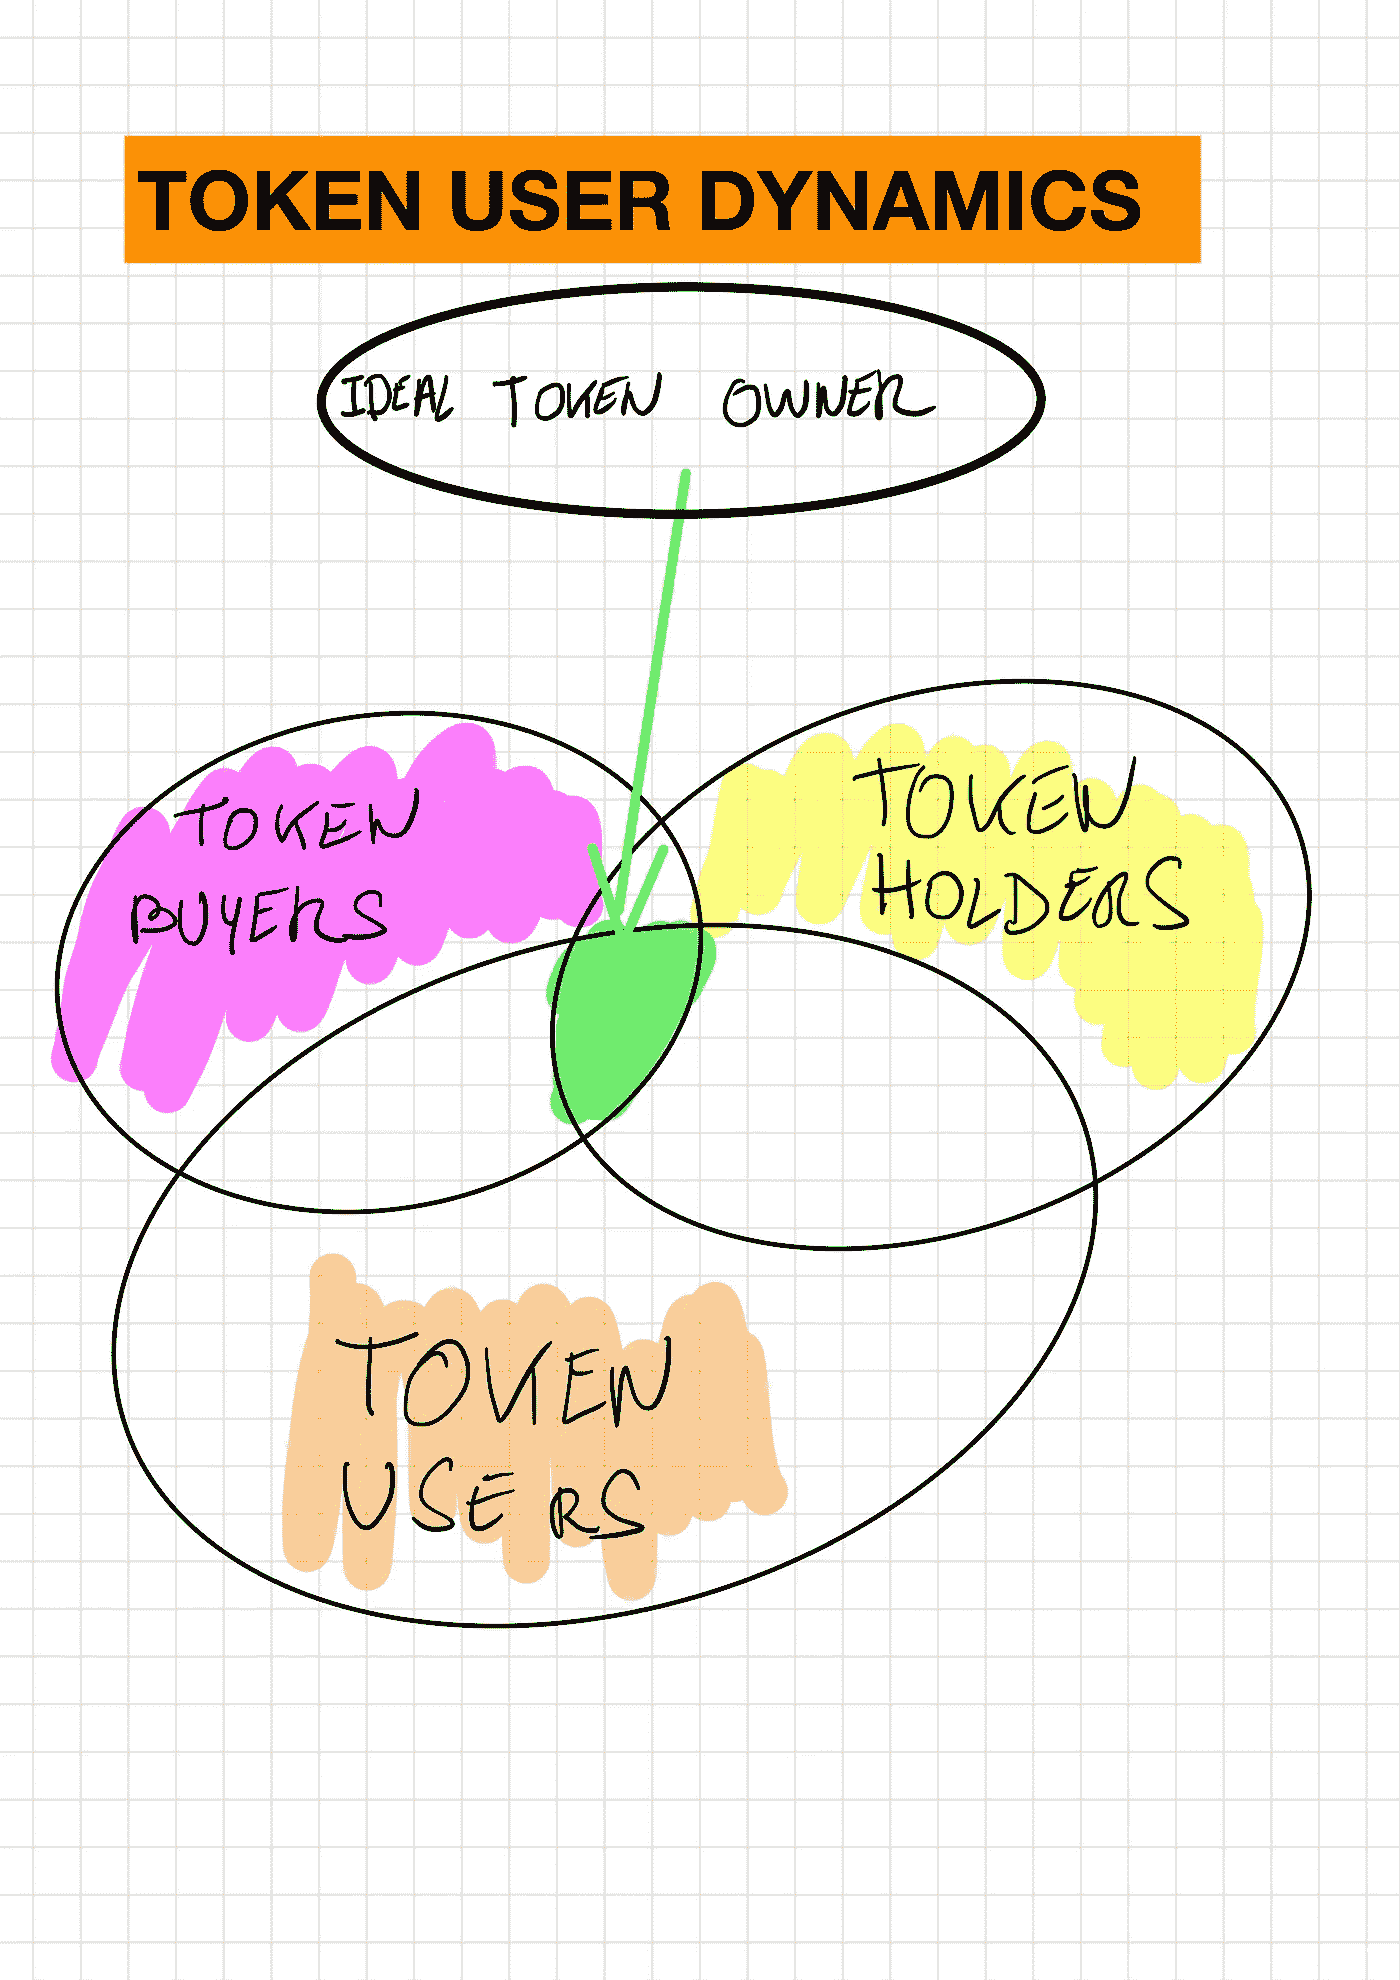 TOKEN USER DYNAMICS
IDEAL TOKEN OWNER
TOKEN
BUYERS
TOKEN
HOLDERS
TOKEN
USERS